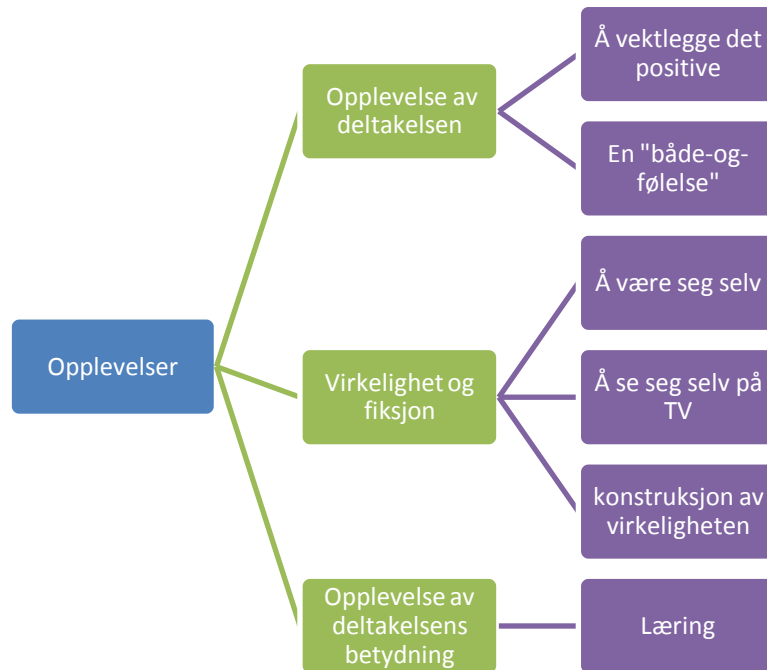 Opplevelser
Opplevelse av
deltakelsen
Å vektlegge det
positive
En "både-og-
følelse"
Virkelighet og
fiksjon
Å være seg selv
Å se seg selv på
TV
konstruksjon av
virkeligheten
Opplevelse av
deltakelsens
betydning
Læring